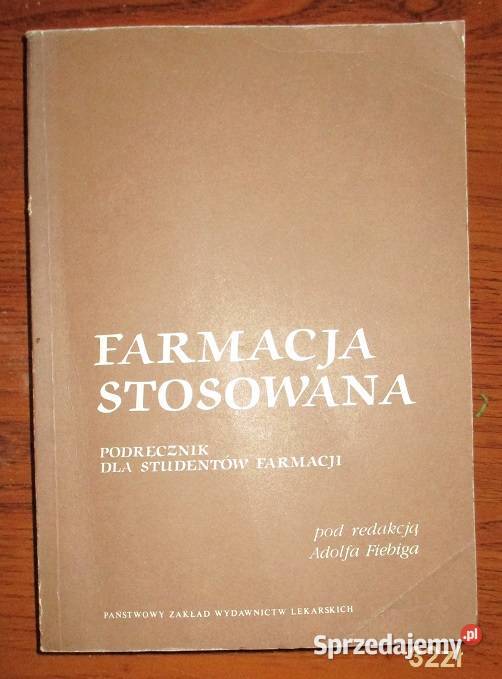 FARMACJA
STOSOWANA
PODRĘCZNIK
DLA STUDENTÓW FARMACJI
pod redakcją
Adolfa Fiebiga
PAŃSTWOWY ZAKŁAD WYDAWNICTW LEKARSKICH
Sprzedajemy.pl